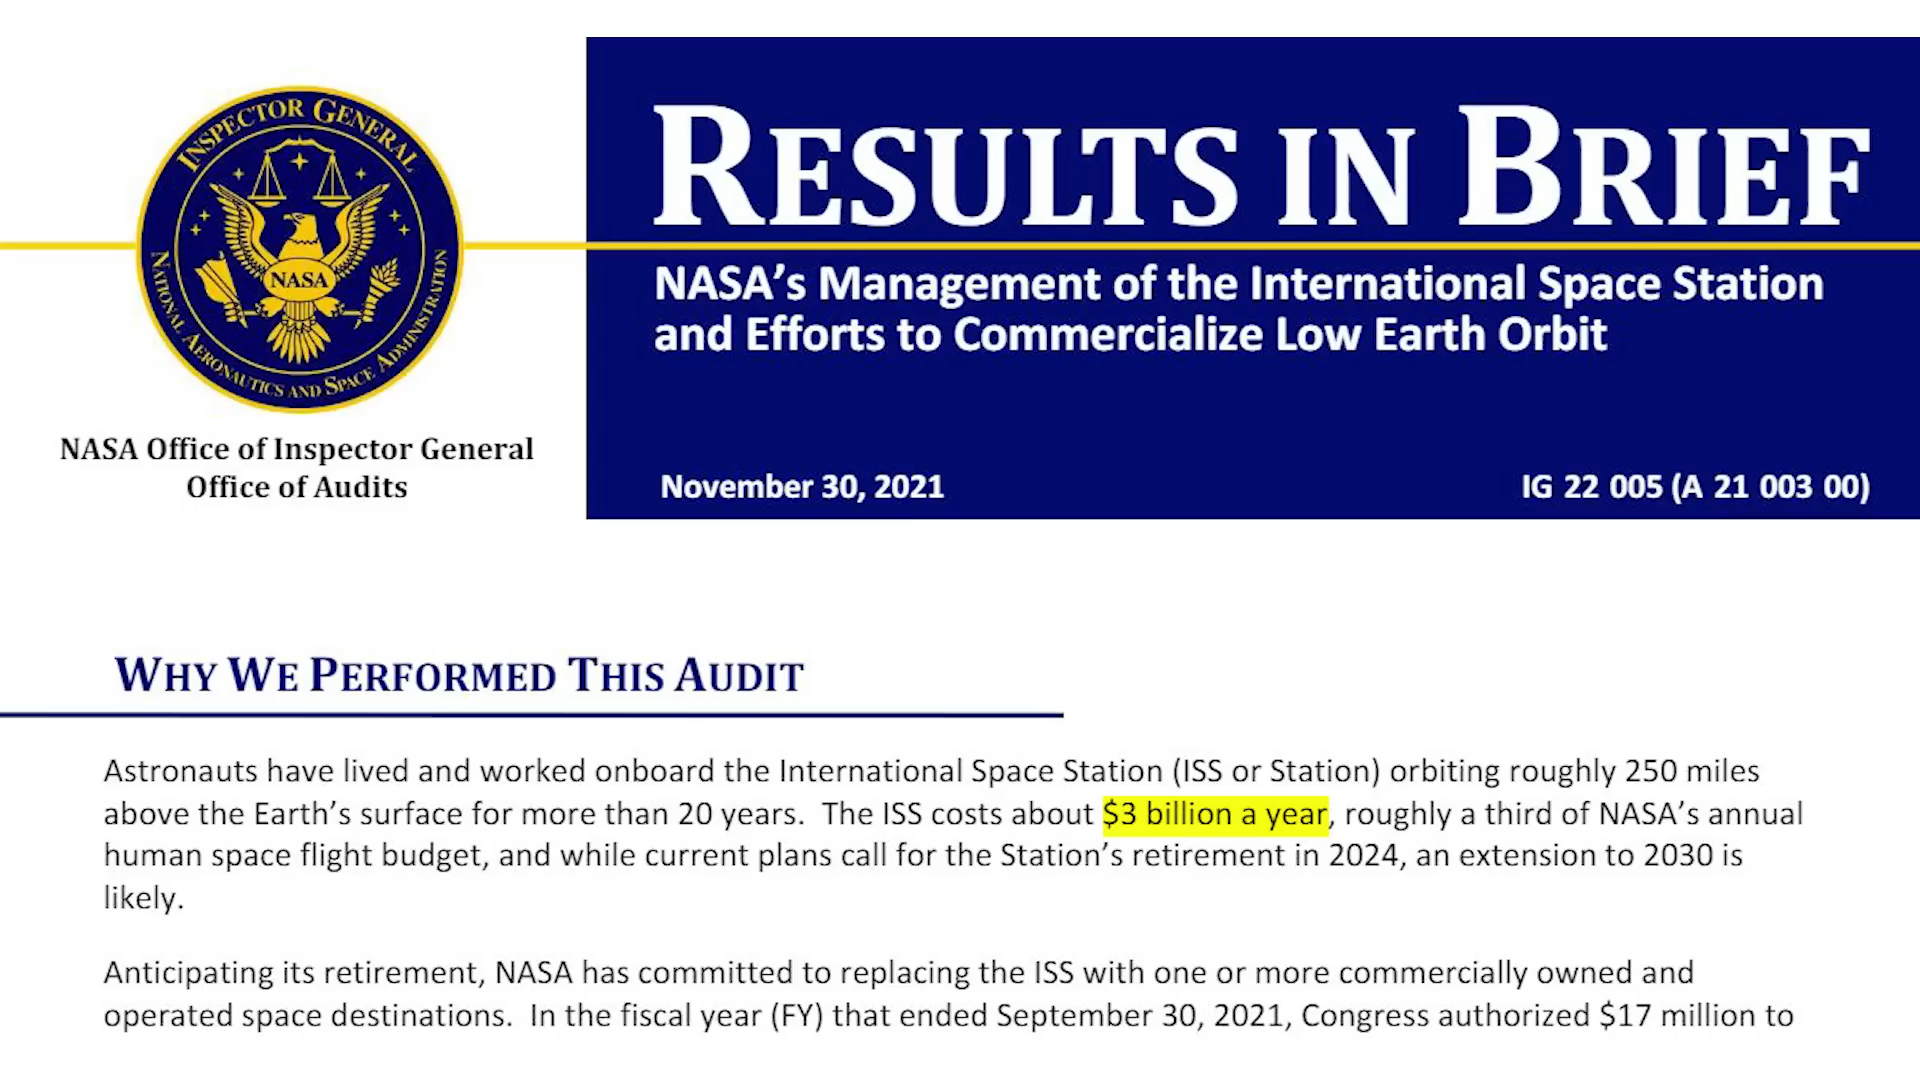 INSPECTOR GENERAL
NASA
NATIONAL AERONAUTICS AND SPACE ADMINISTRATION
NASA Office of Inspector General
Office of Audits
RESULTS IN BRIEF
NASA’s Management of the International Space Station
and Efforts to Commercialize Low Earth Orbit
November 30, 2021
IG 22 005 (A 21 003 00)
WHY WE PERFORMED THIS AUDIT
Astronauts have lived and worked onboard the International Space Station (ISS or Station) orbiting roughly 250 miles
above the Earth’s surface for more than 20 years.  The ISS costs about $3 billion a year, roughly a third of NASA’s annual
human space flight budget, and while current plans call for the Station’s retirement in 2024, an extension to 2030 is
likely.
Anticipating its retirement, NASA has committed to replacing the ISS with one or more commercially owned and
operated space destinations.  In the fiscal year (FY) that ended September 30, 2021, Congress authorized $17 million to